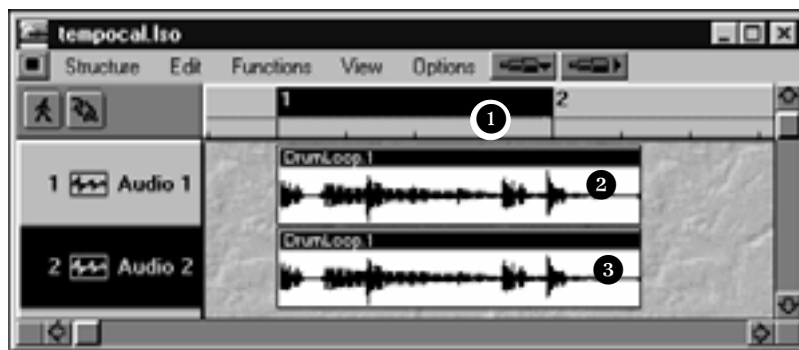 tempocal.lso
Structure Edit Functions View Options
1 2
1
DrumLoop.1
1 Audio 1
2
DrumLoop.1
2 Audio 2
3